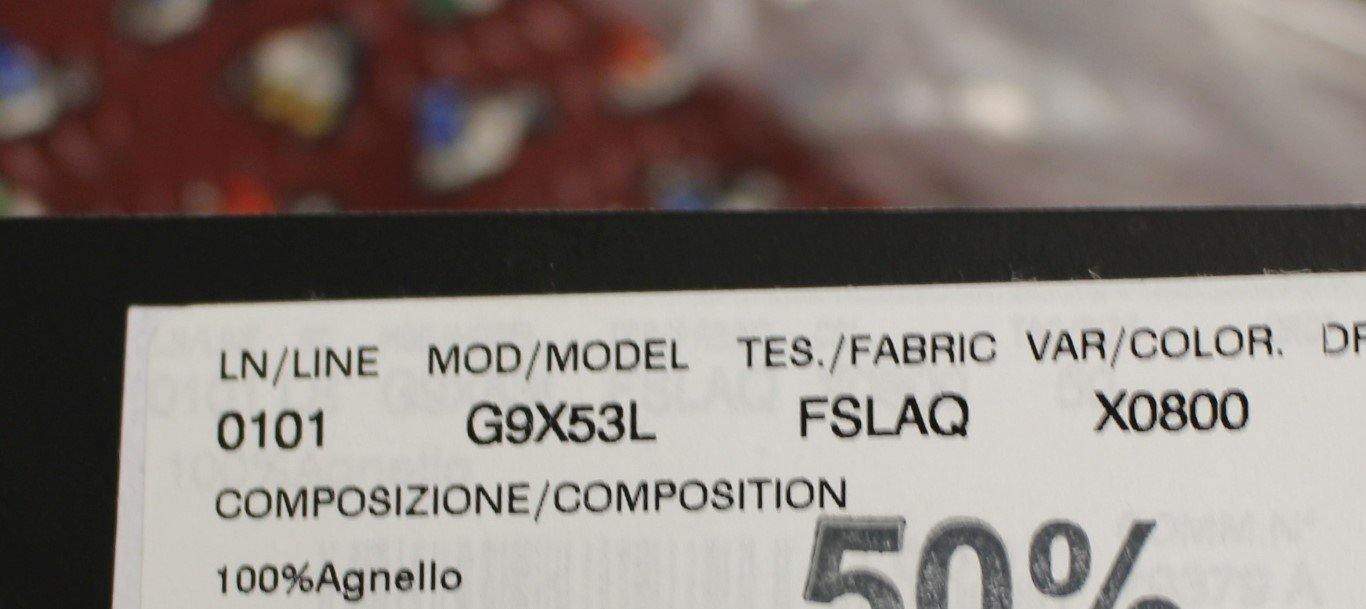 LN/LINE MOD/MODEL TES./FABRIC VAR/COLOR.
0101 G9X53L FSLAQ X0800
COMPOSIZIONE/COMPOSITION
50%
100%Agnello